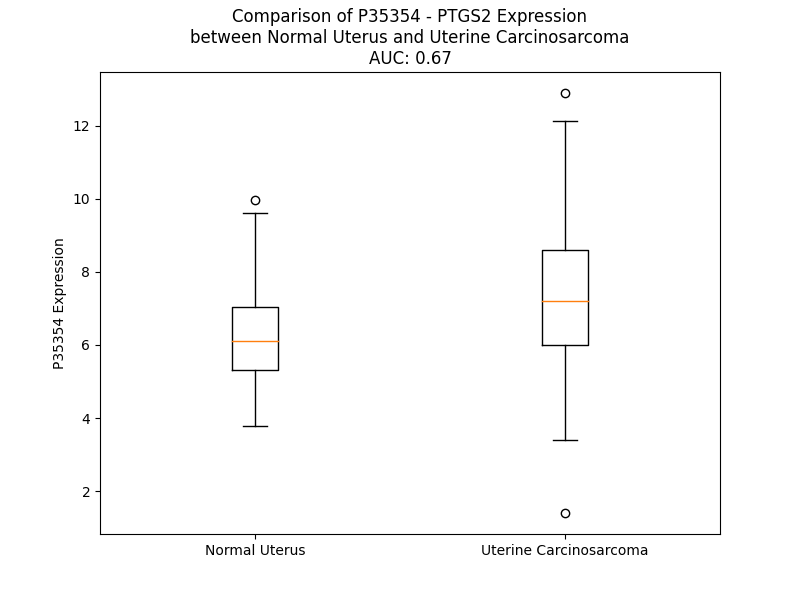 Comparison of P35354 - PTGS2 Expression
between Normal Uterus and Uterine Carcinosarcoma
AUC: 0.67
12
10
8
6
4
2
P35354 Expression
Normal Uterus
Uterine Carcinosarcoma